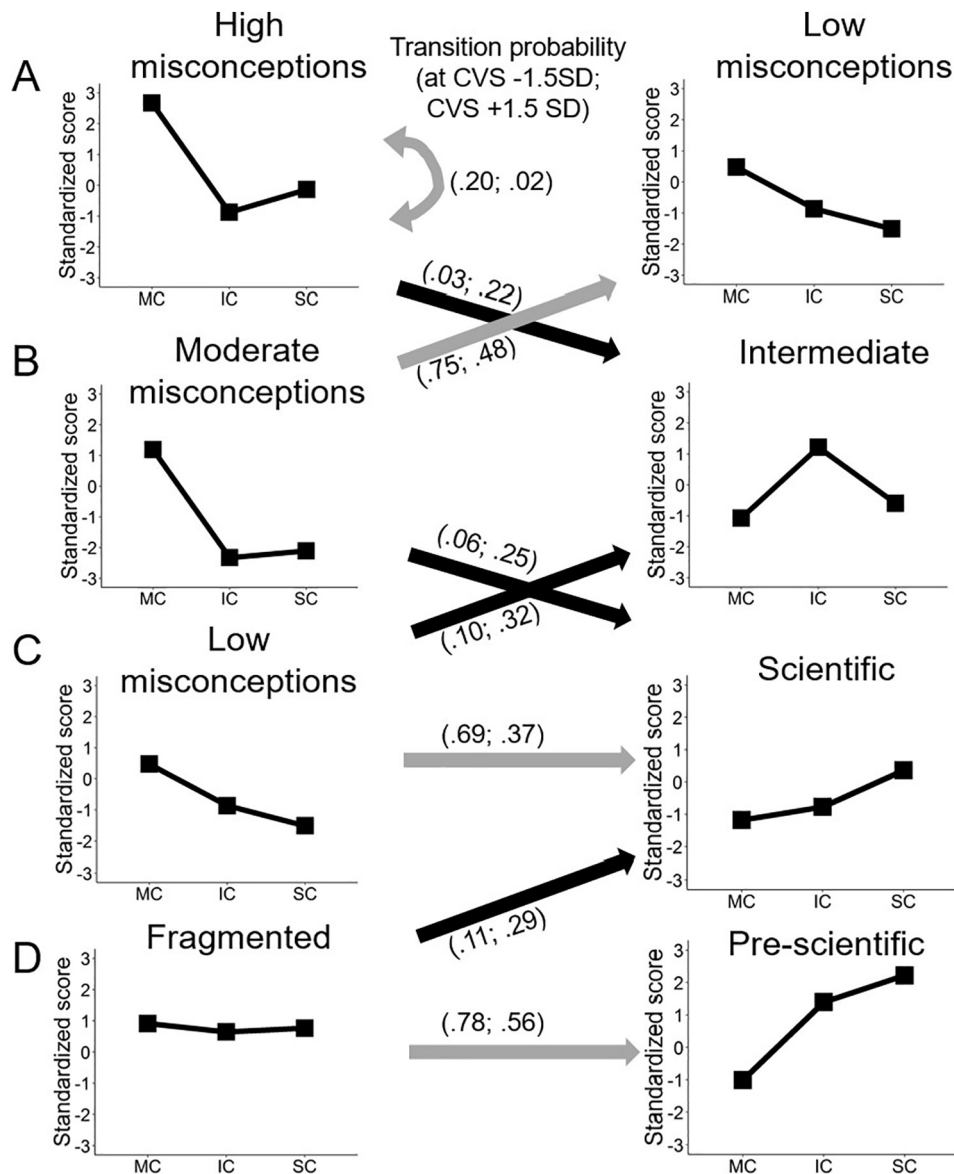 High
misconceptions
Transition probability
(at CVS -1.5SD;
CVS +1.5 SD)
Low
misconceptions
A
Standardized score
3
2
1
0
-1
-2
-3
MC IC SC
(.20; .02)
Standardized score
3
2
1
0
-1
-2
-3
MC IC SC
(.03; .22)
(.75; .48)
B
Moderate
misconceptions
Standardized score
3
2
1
0
-1
-2
-3
MC IC SC
Intermediate
Standardized score
3
2
1
0
-1
-2
-3
MC IC SC
(.06; .25)
(.10; .32)
C
Low
misconceptions
Standardized score
3
2
1
0
-1
-2
-3
MC IC SC
(.69; .37)
Scientific
Standardized score
3
2
1
0
-1
-2
-3
MC IC SC
(.11; .29)
D
Fragmented
Standardized score
3
2
1
0
-1
-2
-3
MC IC SC
(.78; .56)
Pre-scientific
Standardized score
3
2
1
0
-1
-2
-3
MC IC SC